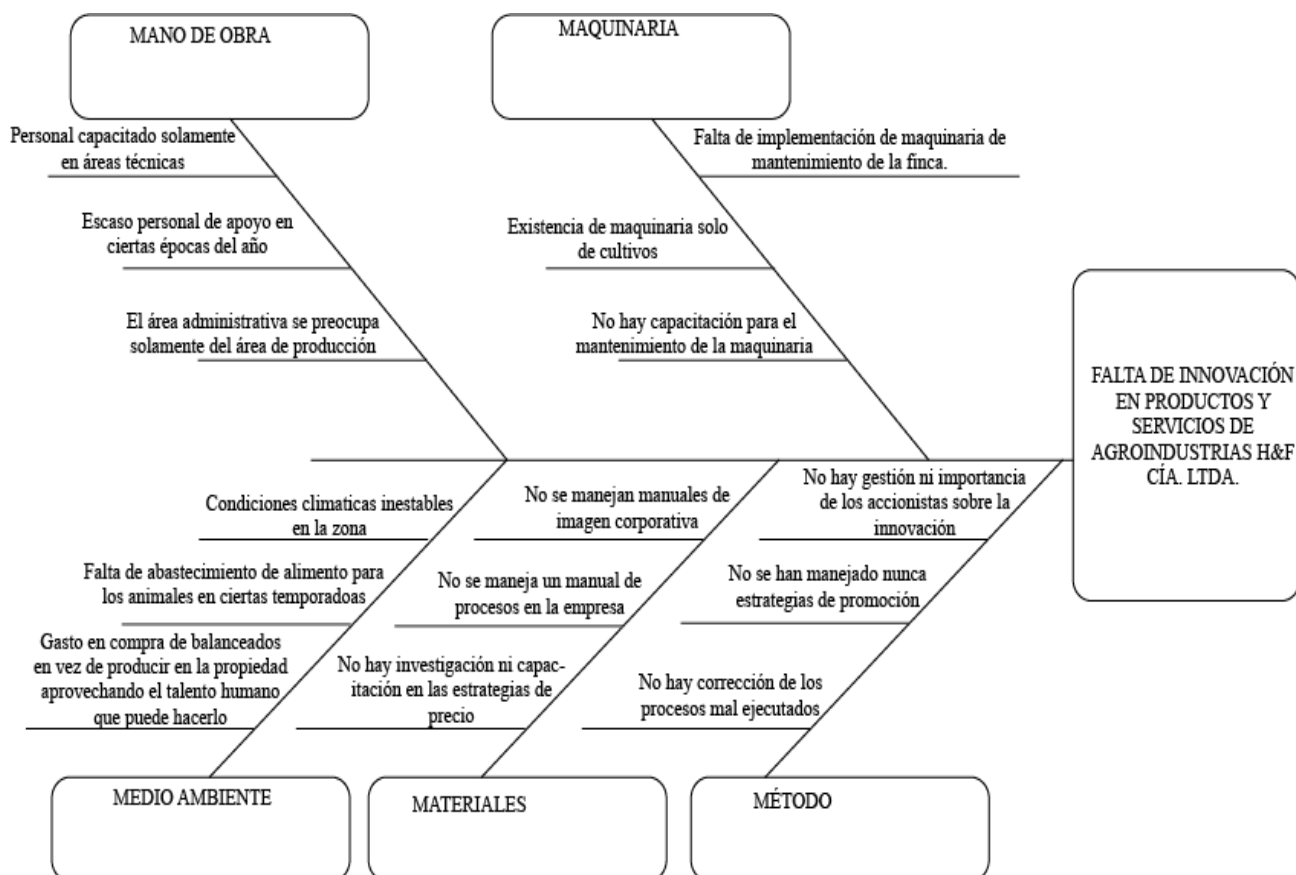 MANO DE OBRA
MAQUINARIA
Personal capacitado solamente
en áreas técnicas
Escaso personal de apoyo en
ciertas épocas del año
El área administrativa se preocupa
solamente del área de producción
Falta de implementación de maquinaria de
mantenimiento de la finca.
Existencia de maquinaria solo
de cultivos
No hay capacitación para el
mantenimiento de la maquinaria
FALTA DE INNOVACIÓN
EN PRODUCTOS Y
SERVICIOS DE
AGROINDUSTRIAS H&F
CÍA. LTDA.
Condiciones climaticas inestables
en la zona
Falta de abastecimiento de alimento para
los animales en ciertas temporadoas
Gasto en compra de balanceados
en vez de producir en la propiedad
aprovechando el talento humano
que puede hacerlo
No se manejan manuales de
imagen corporativa
No se maneja un manual de
procesos en la empresa
No hay investigación ni capac-
itación en las estrategias de
precio
No hay gestión ni importancia
de los accionistas sobre la
innovación
No se han manejado nunca
estrategias de promoción
No hay corrección de los
procesos mal ejecutados
MEDIO AMBIENTE
MATERIALES
MÉTODO